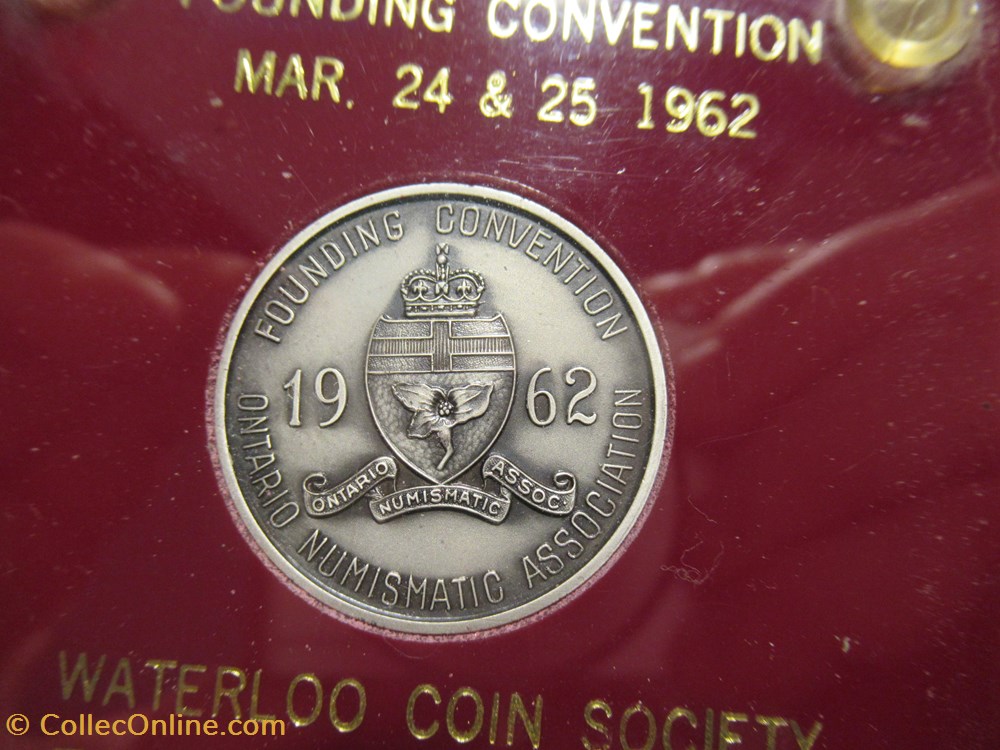 FOUNDING CONVENTION
MAR. 24 & 25 1962
FOUNDING CONVENTION
19 62
ONTARIO NUMISMATIC ASSOC.
ONTARIO NUMISMATIC ASSOCIATION
WATERLOO COIN SOCIETY
© CollecOnline.com